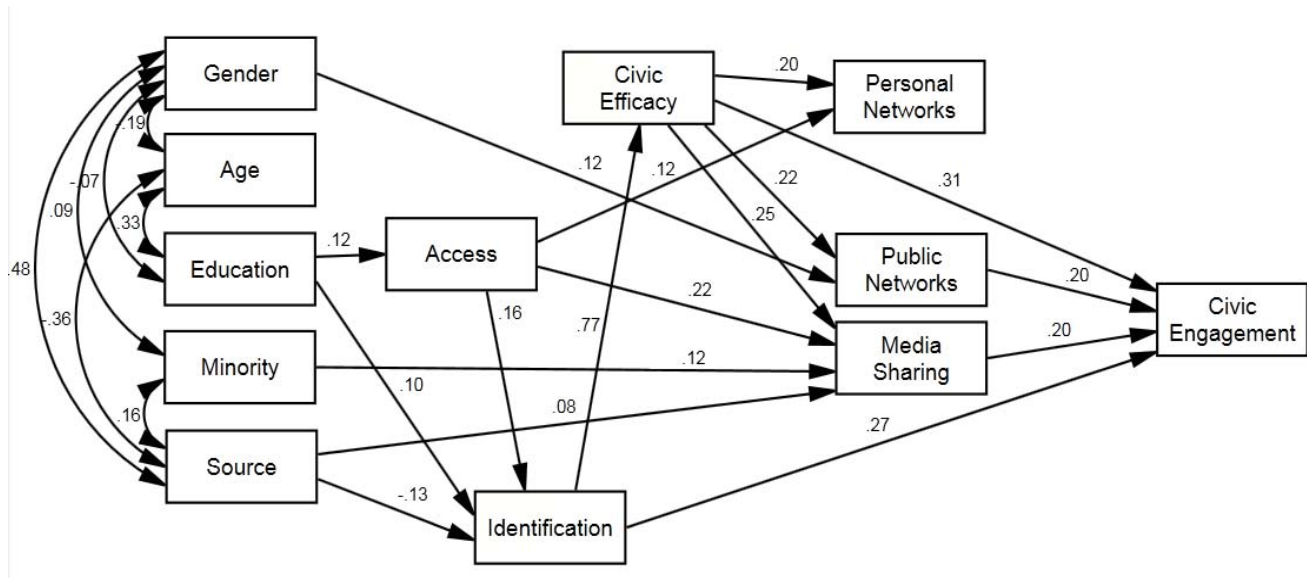 Gender
Age
Education
Minority
Source
Access
Identification
Civic
Efficacy
Personal
Networks
Public
Networks
Media
Sharing
Civic
Engagement
-.19
-.07
.09
.33
.48
-.36
.16
.12
.10
-.13
.16
.77
.12
.22
.12
.08
.12
.20
.22
.25
.31
.20
.20
.27